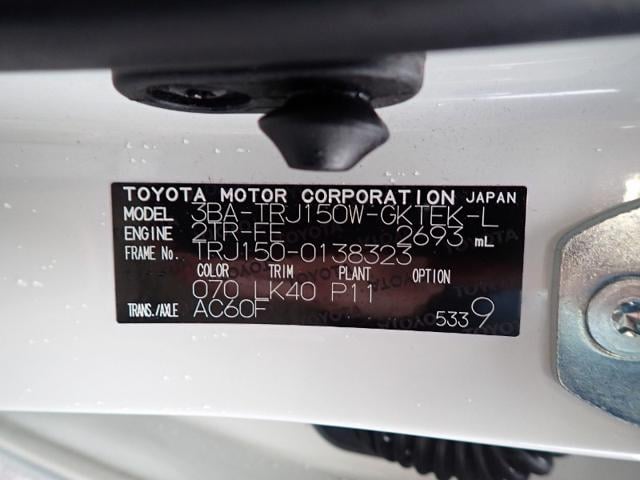 TOYOTA MOTOR CORPORATION JAPAN
MODEL 3BA-TRJ150W-GKTEK-L
ENGINE 2TR-FE 2693 mL
FRAME No. TRJ150-0138323
COLOR TRIM PLANT OPTION
070 LK40 P11
TRANS./AXLE AC60F
5339